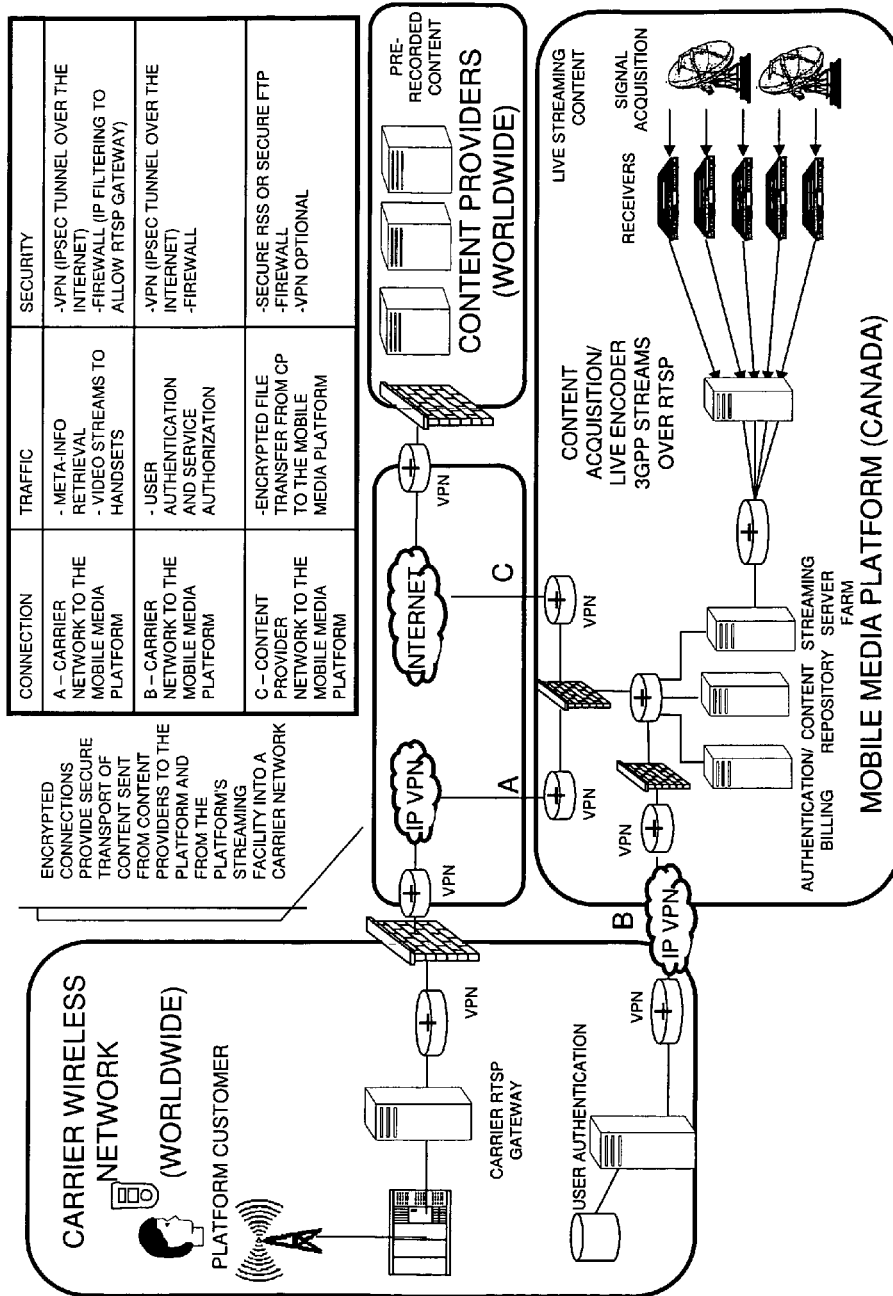 CONNECTION
TRAFFIC
SECURITY
A – CARRIER
NETWORK TO THE
MOBILE MEDIA
PLATFORM
- META-INFO
RETRIEVAL
- VIDEO STREAMS TO
HANDSETS
-VPN (IPSEC TUNNEL OVER THE
INTERNET)
-FIREWALL (IP FILTERING TO
ALLOW RTSP GATEWAY)
B – CARRIER
NETWORK TO THE
MOBILE MEDIA
PLATFORM
- USER
AUTHENTICATION
AND SERVICE
AUTHORIZATION
-VPN (IPSEC TUNNEL OVER THE
INTERNET)
-FIREWALL
C – CONTENT
PROVIDER
NETWORK TO THE
MOBILE MEDIA
PLATFORM
-ENCRYPTED FILE
TRANSFER FROM CP
TO THE MOBILE
MEDIA PLATFORM
-SECURE RSS OR SECURE FTP
-FIREWALL
-VPN OPTIONAL
ENCRYPTED
CONNECTIONS
PROVIDE SECURE
TRANSPORT OF
CONTENT SENT
FROM CONTENT
PROVIDERS TO THE
PLATFORM AND
FROM THE
PLATFORM'S
STREAMING
FACILITY INTO A
CARRIER NETWORK
CARRIER WIRELESS
NETWORK
(WORLDWIDE)
PLATFORM CUSTOMER
CARRIER RTSP
GATEWAY
VPN
USER AUTHENTICATION
VPN
VPN
IP VPN
A
INTERNET
C
VPN
PRE-
RECORDED
CONTENT
CONTENT PROVIDERS
(WORLDWIDE)
B
IP VPN
VPN
VPN
VPN
AUTHENTICATION/
BILLING
CONTENT
REPOSITORY
STREAMING
SERVER
FARM
CONTENT
ACQUISITION/
LIVE ENCODER
3GPP STREAMS
OVER RTSP
RECEIVERS
LIVE STREAMING
CONTENT
SIGNAL
ACQUISITION
MOBILE MEDIA PLATFORM (CANADA)